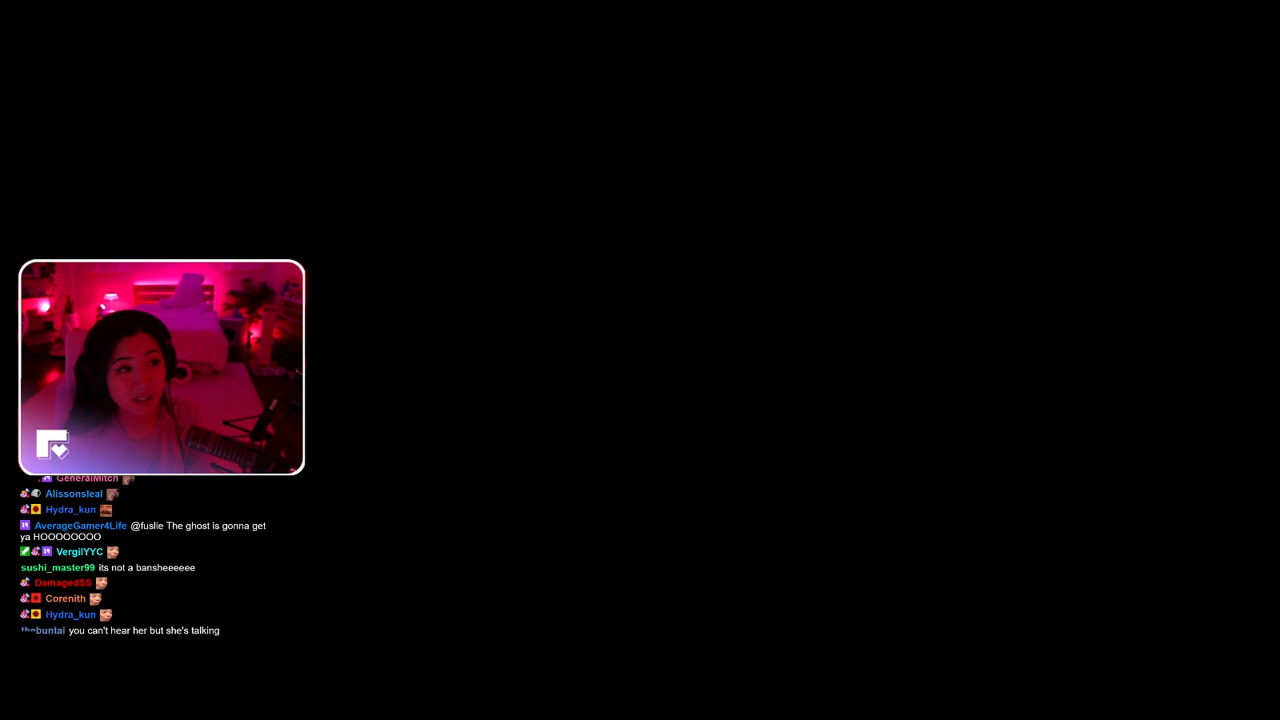 GeneralMitch
Alissonsleal
Hydra_kun
AverageGamer4Life @fuslie The ghost is gonna get
ya HOOOOOOOO
VergilYYC
sushi_master99 its not a bansheeeeee
DamagedSS
Corenith
Hydra_kun
thebuntai you can't hear her but she's talking